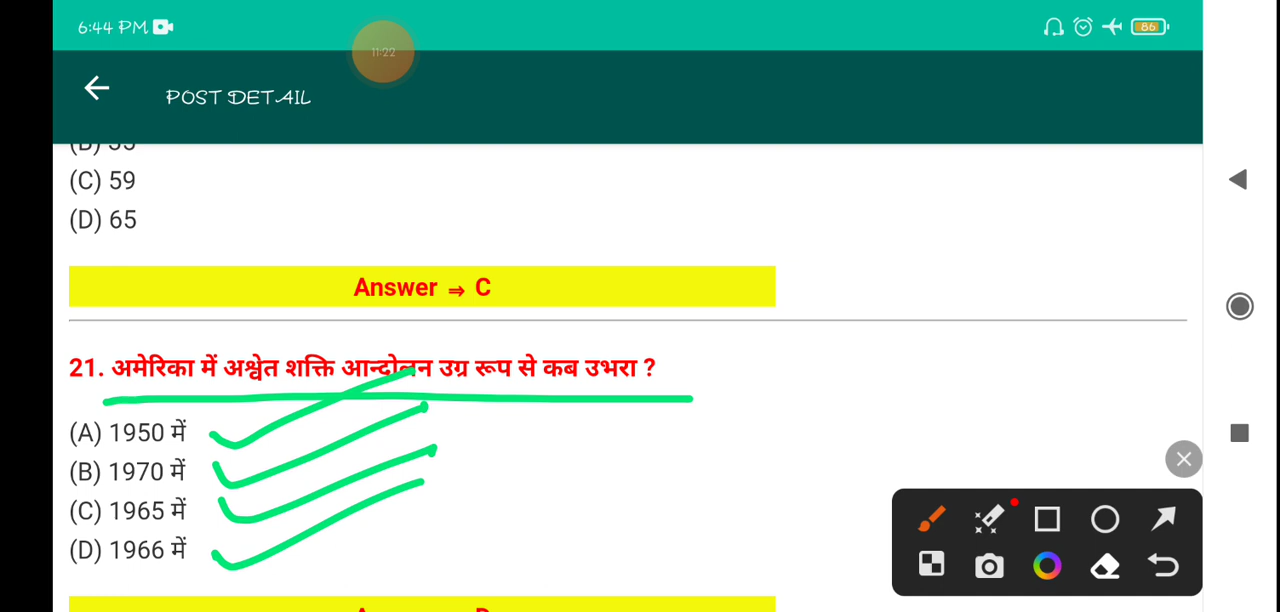 6:44 PM
86
11:22
POST DETAIL
(C) 59
(D) 65
Answer ⇒ C
21. अमेरिका में अश्वेत शक्ति आन्दोलन उग्र रूप से कब उभरा ?
(A) 1950 में
(B) 1970 में
(C) 1965 में
(D) 1966 में